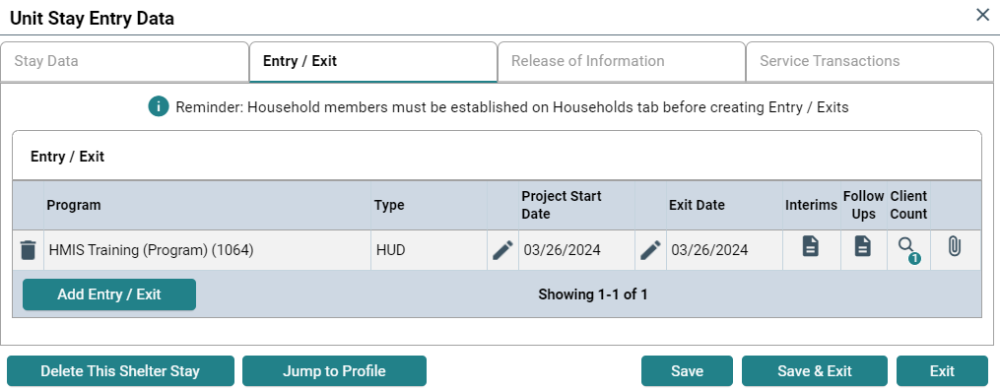 Unit Stay Entry Data
Stay Data
Entry / Exit
Release of Information
Service Transactions
i Reminder: Household members must be established on Households tab before creating Entry / Exits
Entry / Exit
Program
Type
Project Start
Date
Exit Date
Interims
Follow
Ups
Client
Count
HMIS Training (Program) (1064)
HUD
03/26/2024
03/26/2024
1
Add Entry / Exit
Showing 1-1 of 1
Delete This Shelter Stay
Jump to Profile
Save
Save & Exit
Exit